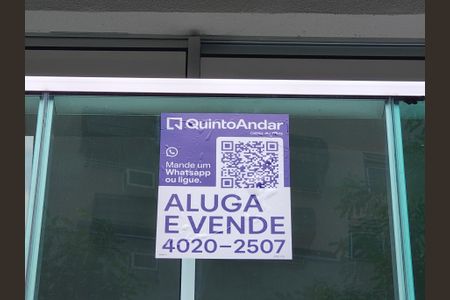 QuintoAndar
Mande um
Whatsapp
ou ligue.
ALUGA
E VENDE
4020-2507